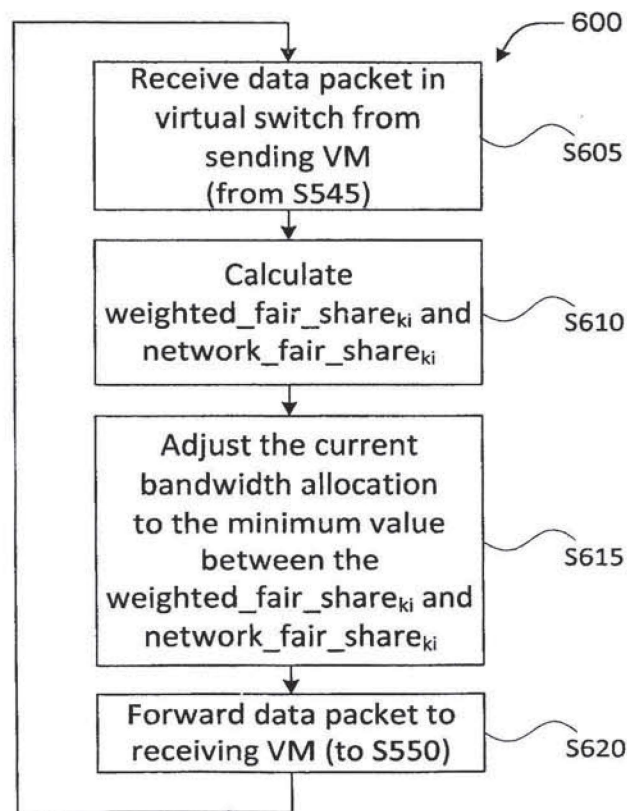 600
Receive data packet in
virtual switch from
sending VM
(from S545)
S605
Calculate
weighted_fair_shareki and
network_fair_shareki
S610
Adjust the current
bandwidth allocation
to the minimum value
between the
weighted_fair_shareki and
network_fair_shareki
S615
Forward data packet to
receiving VM (to S550)
S620